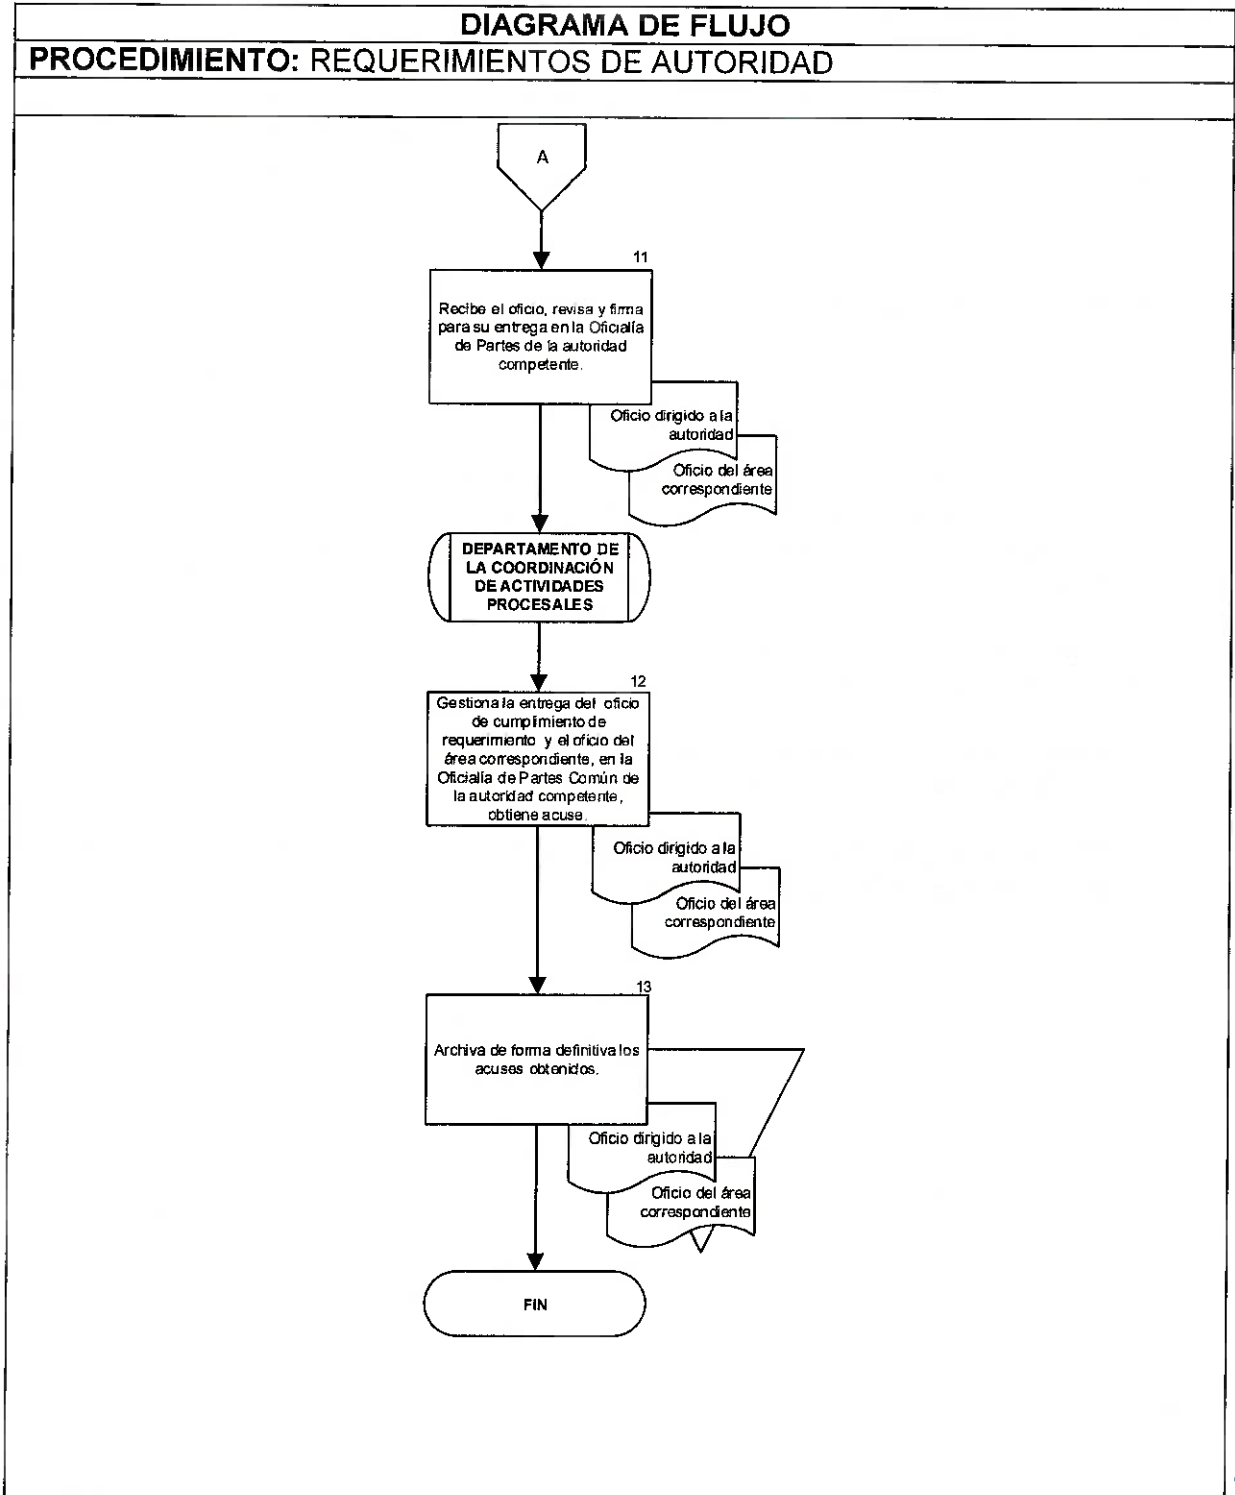 DIAGRAMA DE FLUJO
PROCEDIMIENTO: REQUERIMIENTOS DE AUTORIDAD
A
11
Recibe el oficio, revisa y firma
para su entrega en la Oficialía
de Partes de la autoridad
competente.
Oficio dirigido a la
autoridad
Oficio del área
correspondiente
DEPARTAMENTO DE
LA COORDINACIÓN
DE ACTIVIDADES
PROCESALES
12
Gestiona la entrega del oficio
de cumplimiento de
requerimiento y el oficio del
área correspondiente, en la
Oficialía de Partes Común de
la autoridad competente,
obtiene acuse.
Oficio dirigido a la
autoridad
Oficio del área
correspondiente
13
Archiva de forma definitiva los
acuses obtenidos.
Oficio dirigido a la
autoridad
Oficio del área
correspondiente
FIN